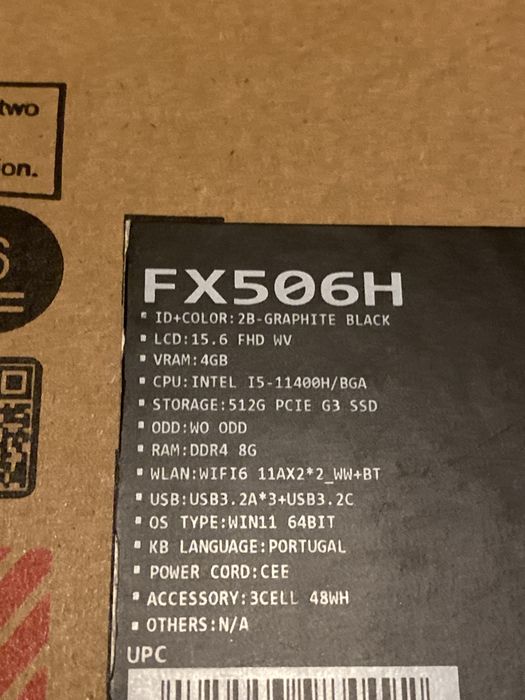 two
on.
S
FX506H
▪ ID+COLOR:2B-GRAPHITE BLACK
▪ LCD:15.6 FHD WV
▪ VRAM:4GB
▪ CPU:INTEL I5-11400H/BGA
▪ STORAGE:512G PCIE G3 SSD
▪ ODD:WO ODD
▪ RAM:DDR4 8G
▪ WLAN:WIFI6 11AX2*2_WW+BT
▪ USB:USB3.2A*3+USB3.2C
▪ OS TYPE:WIN11 64BIT
▪ KB LANGUAGE:PORTUGAL
▪ POWER CORD:CEE
▪ ACCESSORY:3CELL 48WH
▪ OTHERS:N/A
UPC